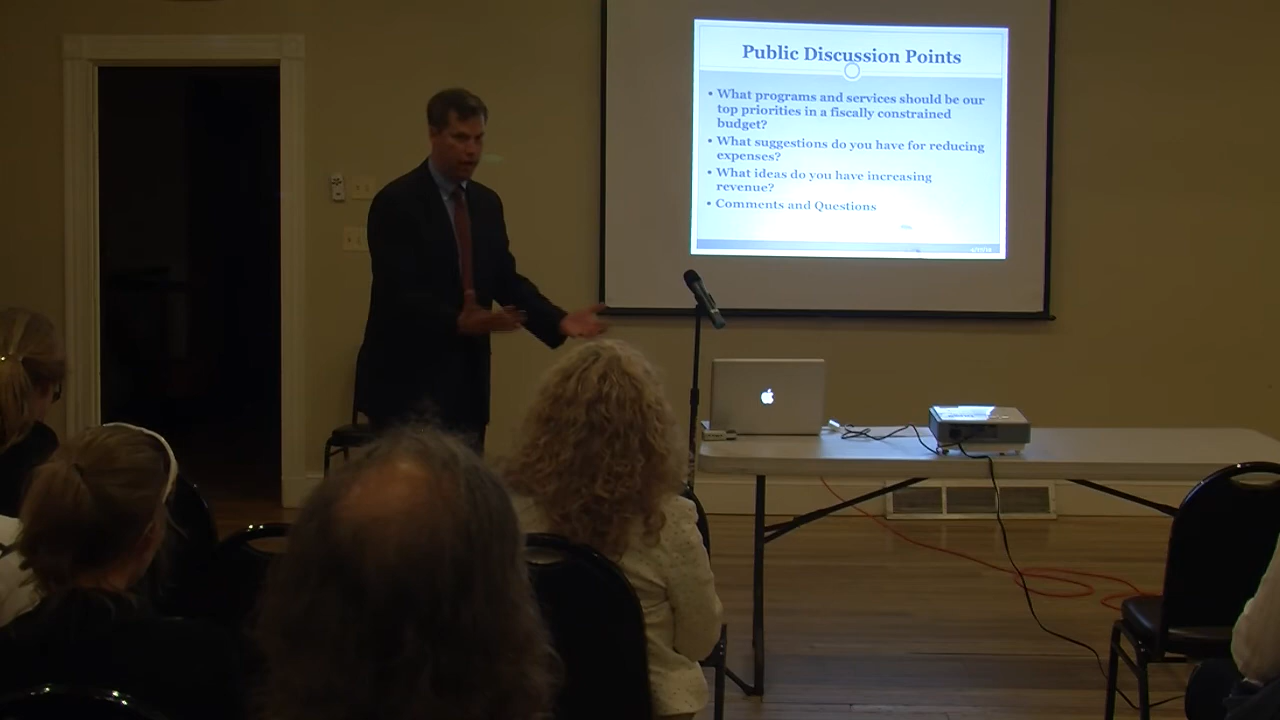 Public Discussion Points
• What programs and services should be our
top priorities in a fiscally constrained
budget?
• What suggestions do you have for reducing
expenses?
• What ideas do you have increasing
revenue?
• Comments and Questions